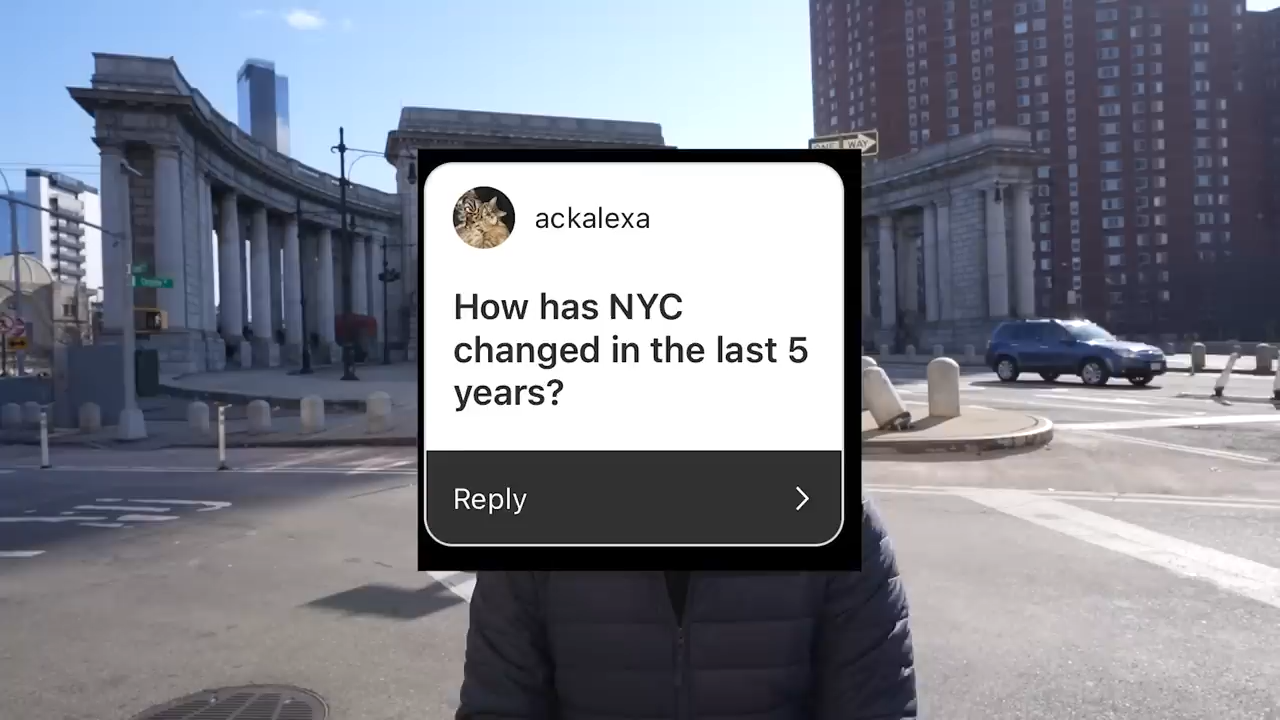 ONE WAY
ackalexa
How has NYC
changed in the last 5
years?
Reply